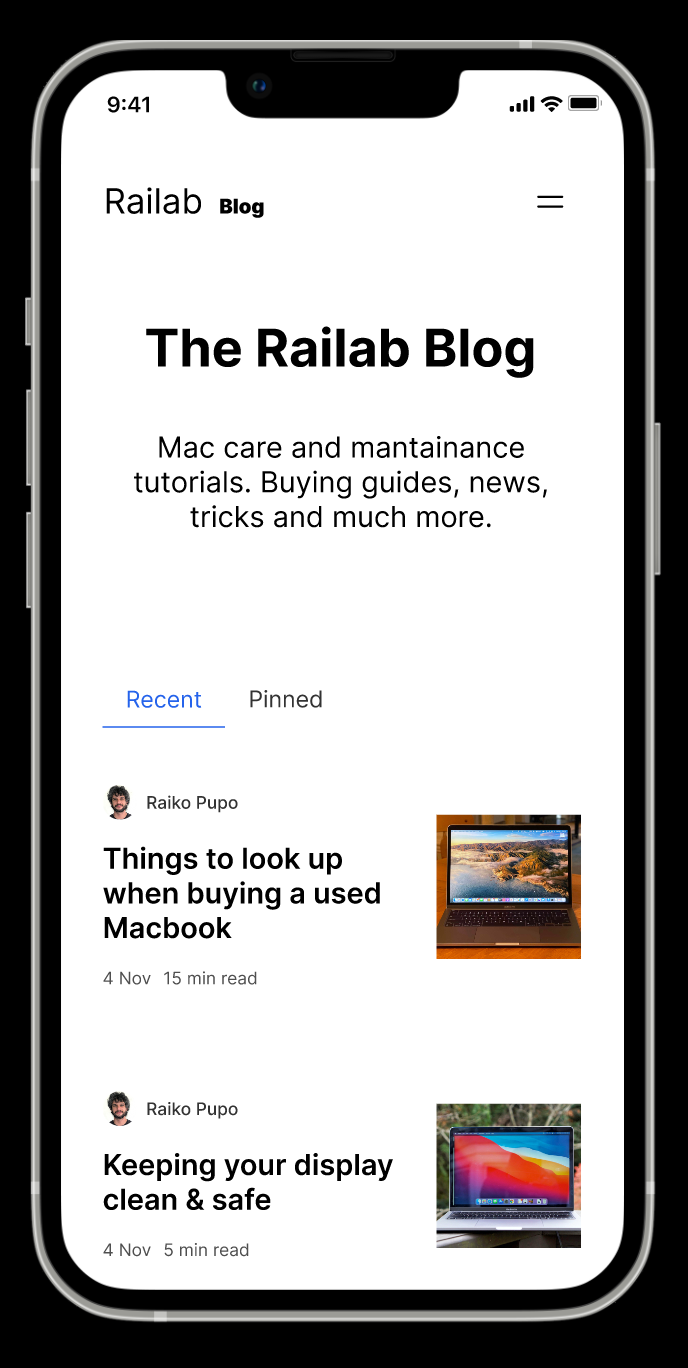 9:41
Railab Blog
The Railab Blog
Mac care and mantainance
tutorials. Buying guides, news,
tricks and much more.
Recent Pinned
Raiko Pupo
Things to look up
when buying a used
Macbook
4 Nov 15 min read
Raiko Pupo
Keeping your display
clean & safe
4 Nov 5 min read